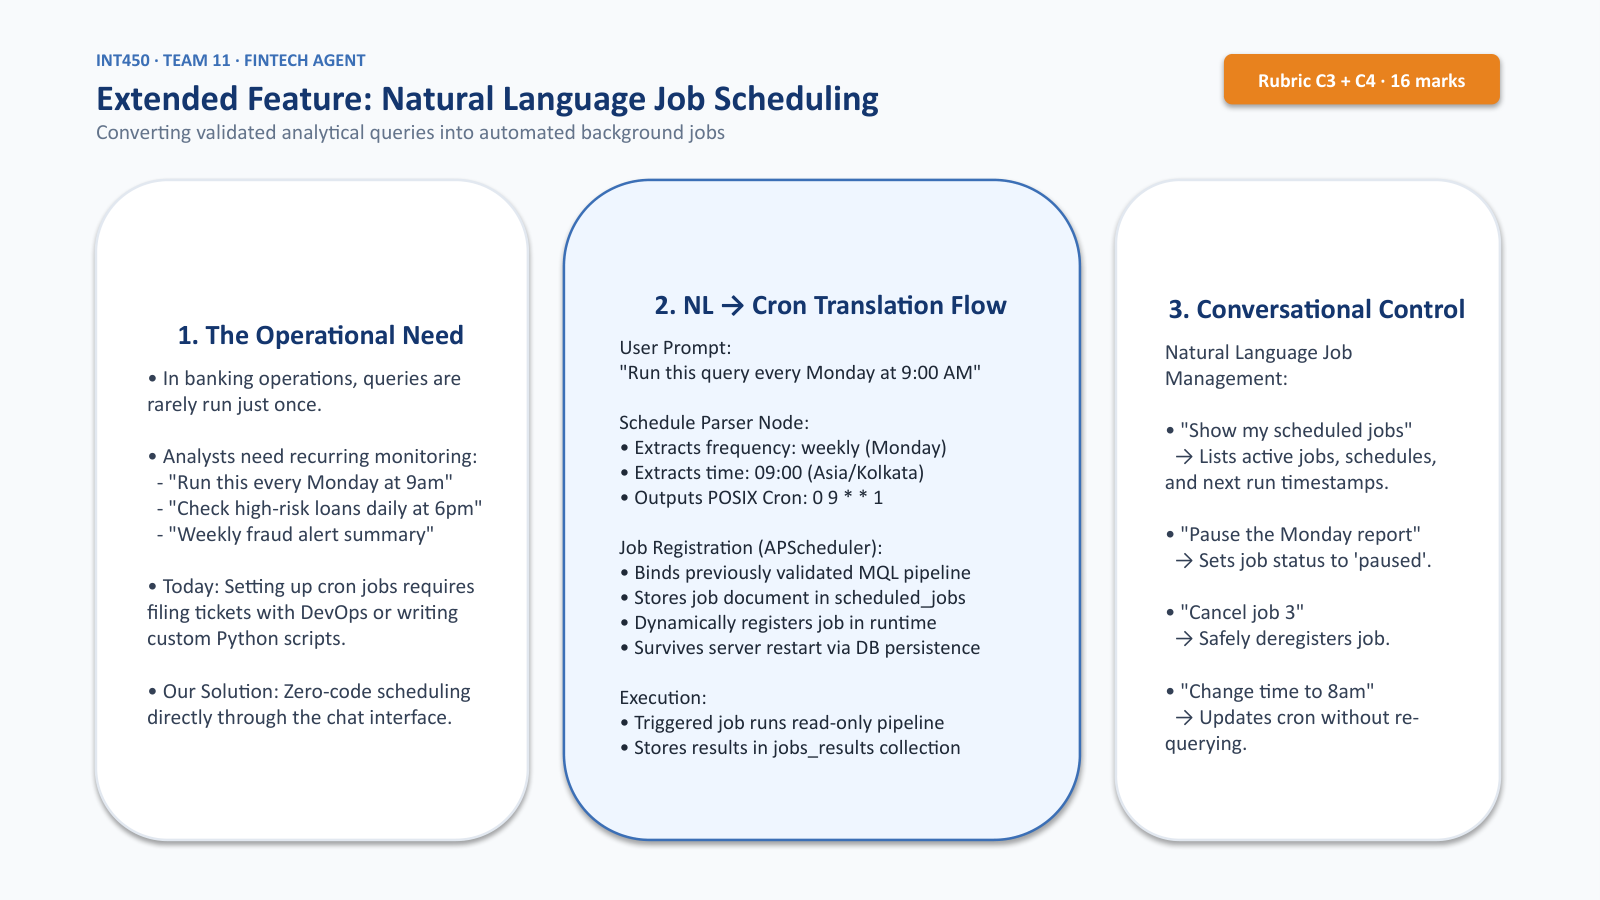 INT450 · TEAM 11 · FINTECH AGENT
Extended Feature: Natural Language Job Scheduling
Converting validated analytical queries into automated background jobs
Rubric C3 + C4 · 16 marks
1. The Operational Need
• In banking operations, queries are
rarely run just once.
• Analysts need recurring monitoring:
- "Run this every Monday at 9am"
- "Check high-risk loans daily at 6pm"
- "Weekly fraud alert summary"
• Today: Setting up cron jobs requires
filing tickets with DevOps or writing
custom Python scripts.
• Our Solution: Zero-code scheduling
directly through the chat interface.
2. NL → Cron Translation Flow
User Prompt:
"Run this query every Monday at 9:00 AM"
Schedule Parser Node:
• Extracts frequency: weekly (Monday)
• Extracts time: 09:00 (Asia/Kolkata)
• Outputs POSIX Cron: 0 9 * * 1
Job Registration (APScheduler):
• Binds previously validated MQL pipeline
• Stores job document in scheduled_jobs
• Dynamically registers job in runtime
• Survives server restart via DB persistence
Execution:
• Triggered job runs read-only pipeline
• Stores results in jobs_results collection
3. Conversational Control
Natural Language Job
Management:
• "Show my scheduled jobs"
→ Lists active jobs, schedules,
and next run timestamps.
• "Pause the Monday report"
→ Sets job status to 'paused'.
• "Cancel job 3"
→ Safely deregisters job.
• "Change time to 8am"
→ Updates cron without re-
querying.